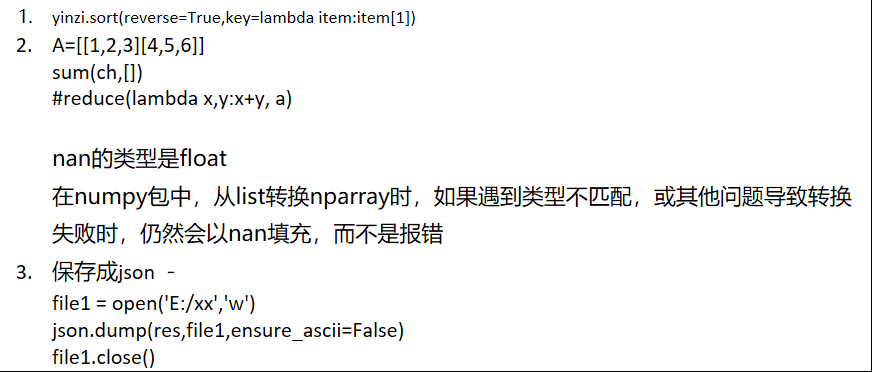 1. yinzi.sort(reverse=True,key=lambda item:item[1])
2. A=[[1,2,3][4,5,6]]
sum(ch,[])
#reduce(lambda x,y:x+y, a)
nan的类型是float
在numpy包中，从list转换nparray时，如果遇到类型不匹配，或其他问题导致转换
失败时，仍然会以nan填充，而不是报错
3. 保存成json -
file1 = open('E:/xx','w')
json.dump(res,file1,ensure_ascii=False)
file1.close()